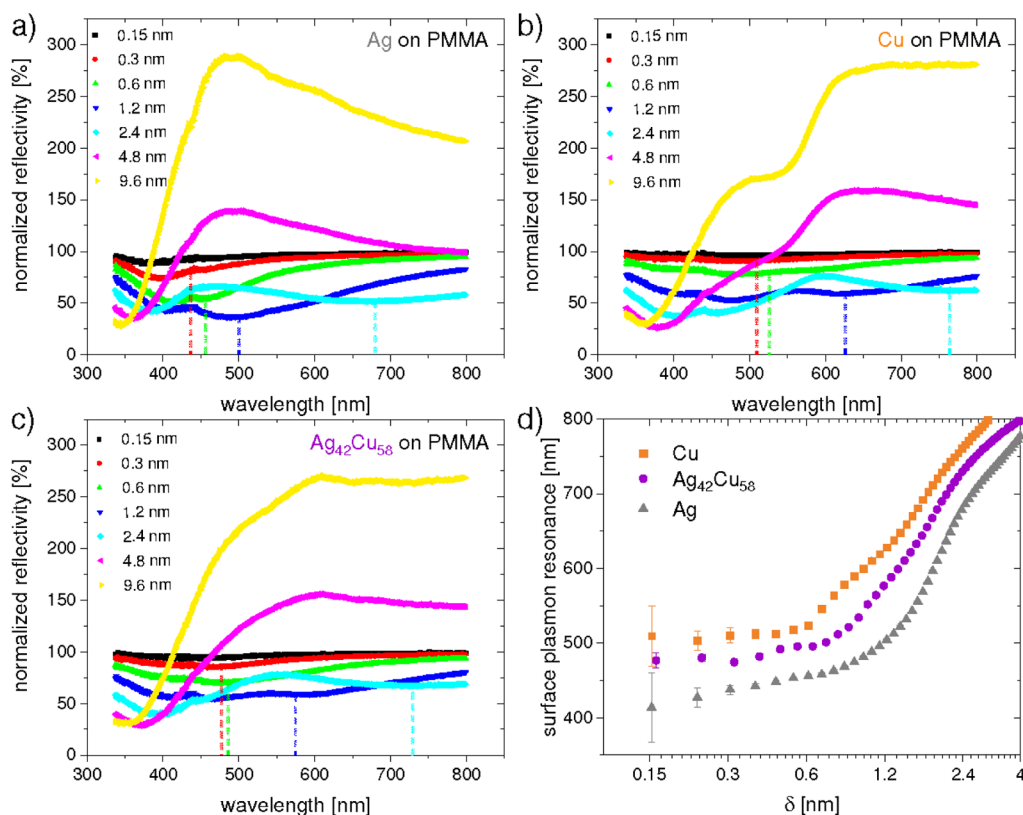 a)
Ag on PMMA
0.15 nm
0.3 nm
0.6 nm
1.2 nm
2.4 nm
4.8 nm
9.6 nm
normalized reflectivity [%]
300
250
200
150
100
50
0
300 400 500 600 700 800
wavelength [nm]
b)
Cu on PMMA
0.15 nm
0.3 nm
0.6 nm
1.2 nm
2.4 nm
4.8 nm
9.6 nm
normalized reflectivity [%]
300
250
200
150
100
50
0
300 400 500 600 700 800
wavelength [nm]
c)
Ag42Cu58 on PMMA
0.15 nm
0.3 nm
0.6 nm
1.2 nm
2.4 nm
4.8 nm
9.6 nm
normalized reflectivity [%]
300
250
200
150
100
50
0
300 400 500 600 700 800
wavelength [nm]
d)
Cu
Ag42Cu58
Ag
surface plasmon resonance [nm]
800
700
600
500
400
0.15 0.3 0.6 1.2 2.4 4
δ [nm]